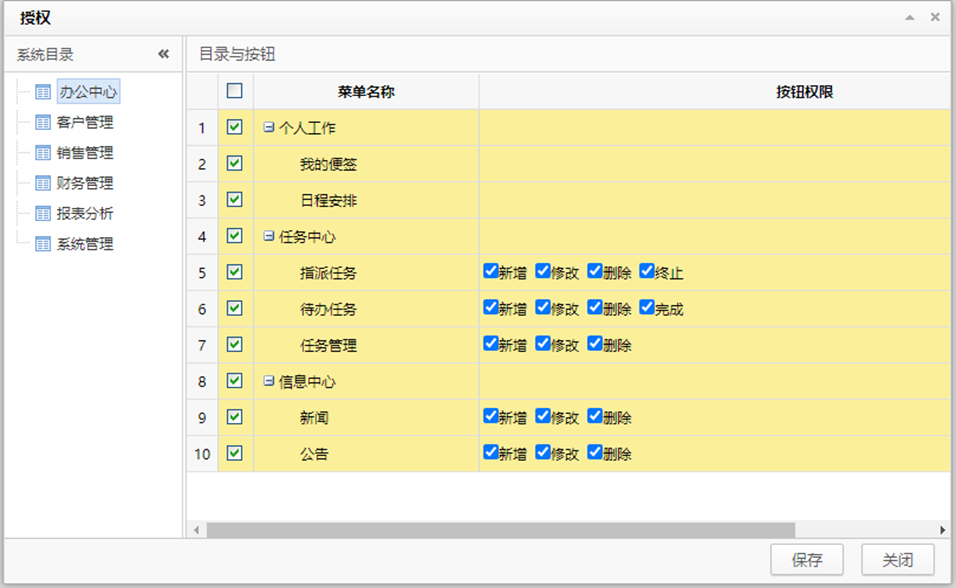 授权
系统目录
目录与按钮
办公中心
客户管理
销售管理
财务管理
报表分析
系统管理
菜单名称 按钮权限
1 个人工作
2 我的便签
3 日程安排
4 任务中心
5 指派任务 新增 修改 删除 终止
6 待办任务 新增 修改 删除 完成
7 任务管理 新增 修改 删除
8 信息中心
9 新闻 新增 修改 删除
10 公告 新增 修改 删除
保存 关闭